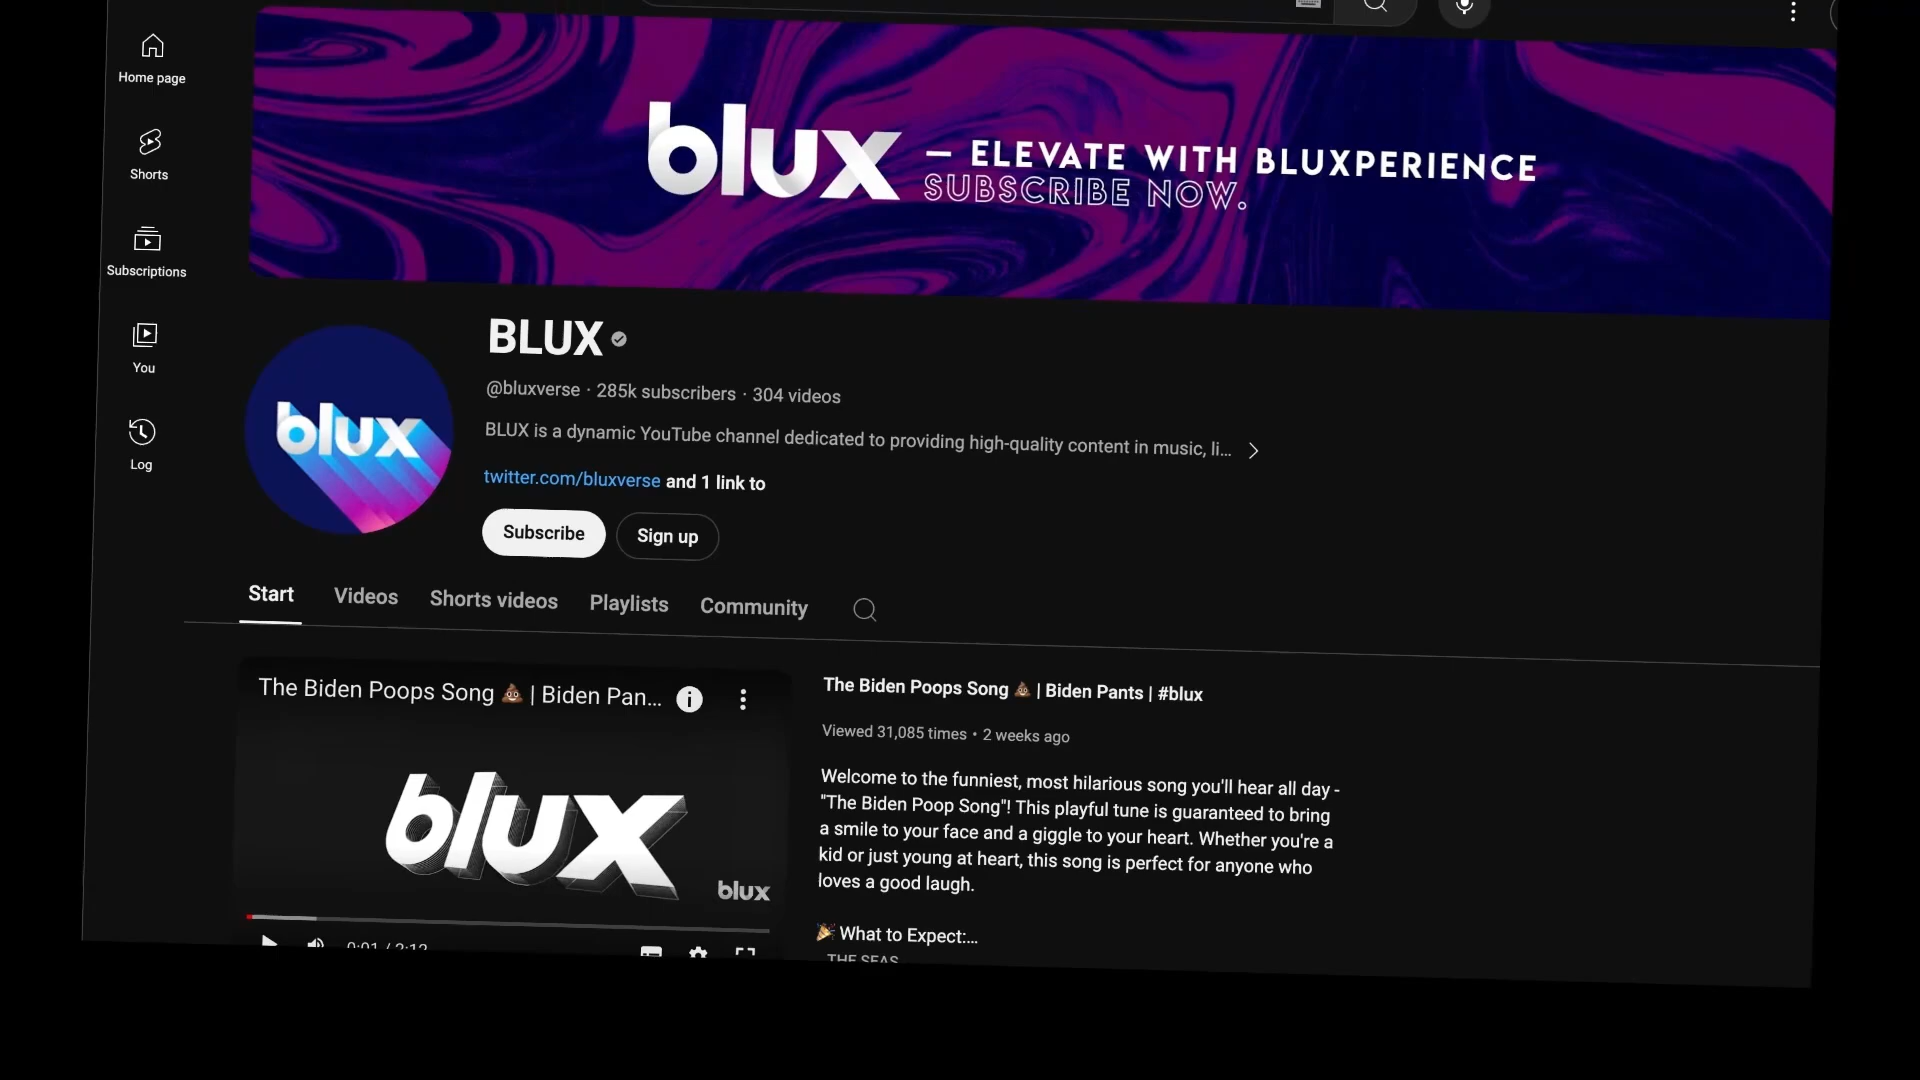 Home page
Shorts
Subscriptions
You
Log
blux
— ELEVATE WITH BLUXPERIENCE
SUBSCRIBE NOW.
blux
BLUX
@bluxverse · 285k subscribers · 304 videos
BLUX is a dynamic YouTube channel dedicated to providing high-quality content in music, li...
twitter.com/bluxverse and 1 link to
Subscribe
Sign up
Start
Videos
Shorts videos
Playlists
Community
The Biden Poops Song 💩 | Biden Pan...
blux
blux
0:01 / 2:12
The Biden Poops Song 💩 | Biden Pants | #blux
Viewed 31,085 times • 2 weeks ago
Welcome to the funniest, most hilarious song you'll hear all day -
"The Biden Poop Song"! This playful tune is guaranteed to bring
a smile to your face and a giggle to your heart. Whether you're a
kid or just young at heart, this song is perfect for anyone who
loves a good laugh.
🎉 What to Expect:...
THE SEAS